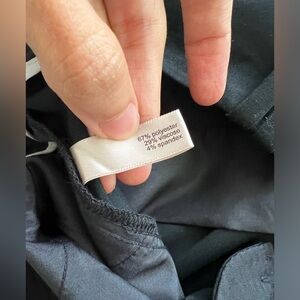 67% polyester
29% viscose
4% spandex